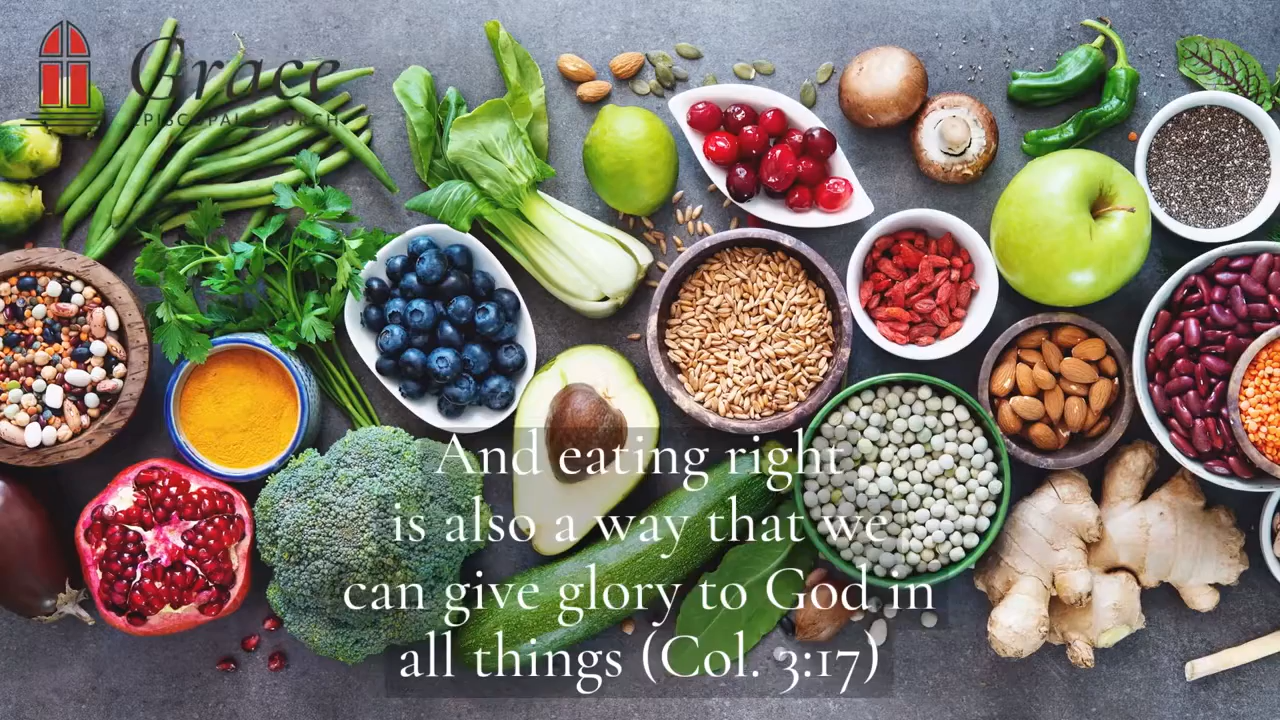 Grace
EPISCOPAL CHURCH
And eating right
is also a way that we
can give glory to God in
all things (Col. 3:17)